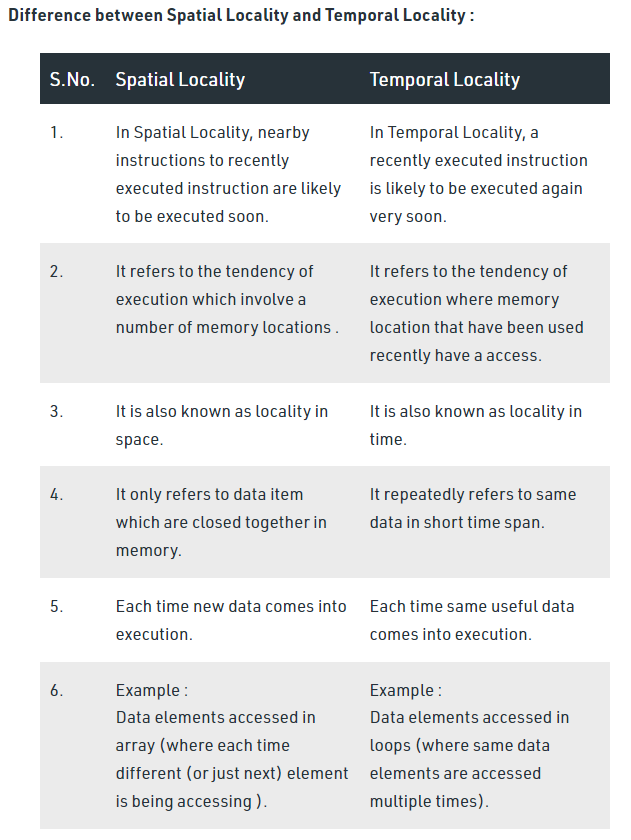 Difference between Spatial Locality and Temporal Locality :
S.No. Spatial Locality Temporal Locality
1. In Spatial Locality, nearby In Temporal Locality, a
instructions to recently recently executed instruction
executed instruction are likely is likely to be executed again
to be executed soon. very soon.
2. It refers to the tendency of It refers to the tendency of
execution which involve a execution where memory
number of memory locations . location that have been used
recently have a access.
3. It is also known as locality in It is also known as locality in
space. time.
4. It only refers to data item It repeatedly refers to same
which are closed together in data in short time span.
memory.
5. Each time new data comes into Each time same useful data
execution. comes into execution.
6. Example : Example :
Data elements accessed in Data elements accessed in
array (where each time loops (where same data
different (or just next) element elements are accessed
is being accessing ). multiple times).